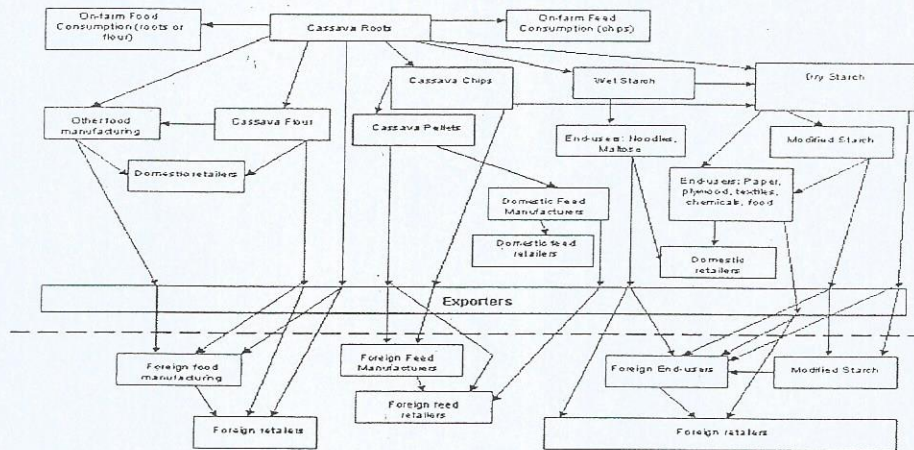 On-farm Food
Consumption (roots or
flour)
Cassava Roots
On-farm Feed
Consumption (chips)
Cassava Chips
Wet Starch
Dry Starch
Other food
manufacturing
Cassava Flour
Cassava Pellets
End-users: Noodles,
Maltose
Modified Starch
Domestic retailers
Domestic Feed
Manufacturers
End-users: Paper,
plywood, textiles,
chemicals, food
Domestic feed
retailers
Domestic
retailers
Exporters
Foreign food
manufacturing
Foreign Feed
Manufacturers
Foreign End-users
Modified Starch
Foreign feed
retailers
Foreign retailers
Foreign retailers